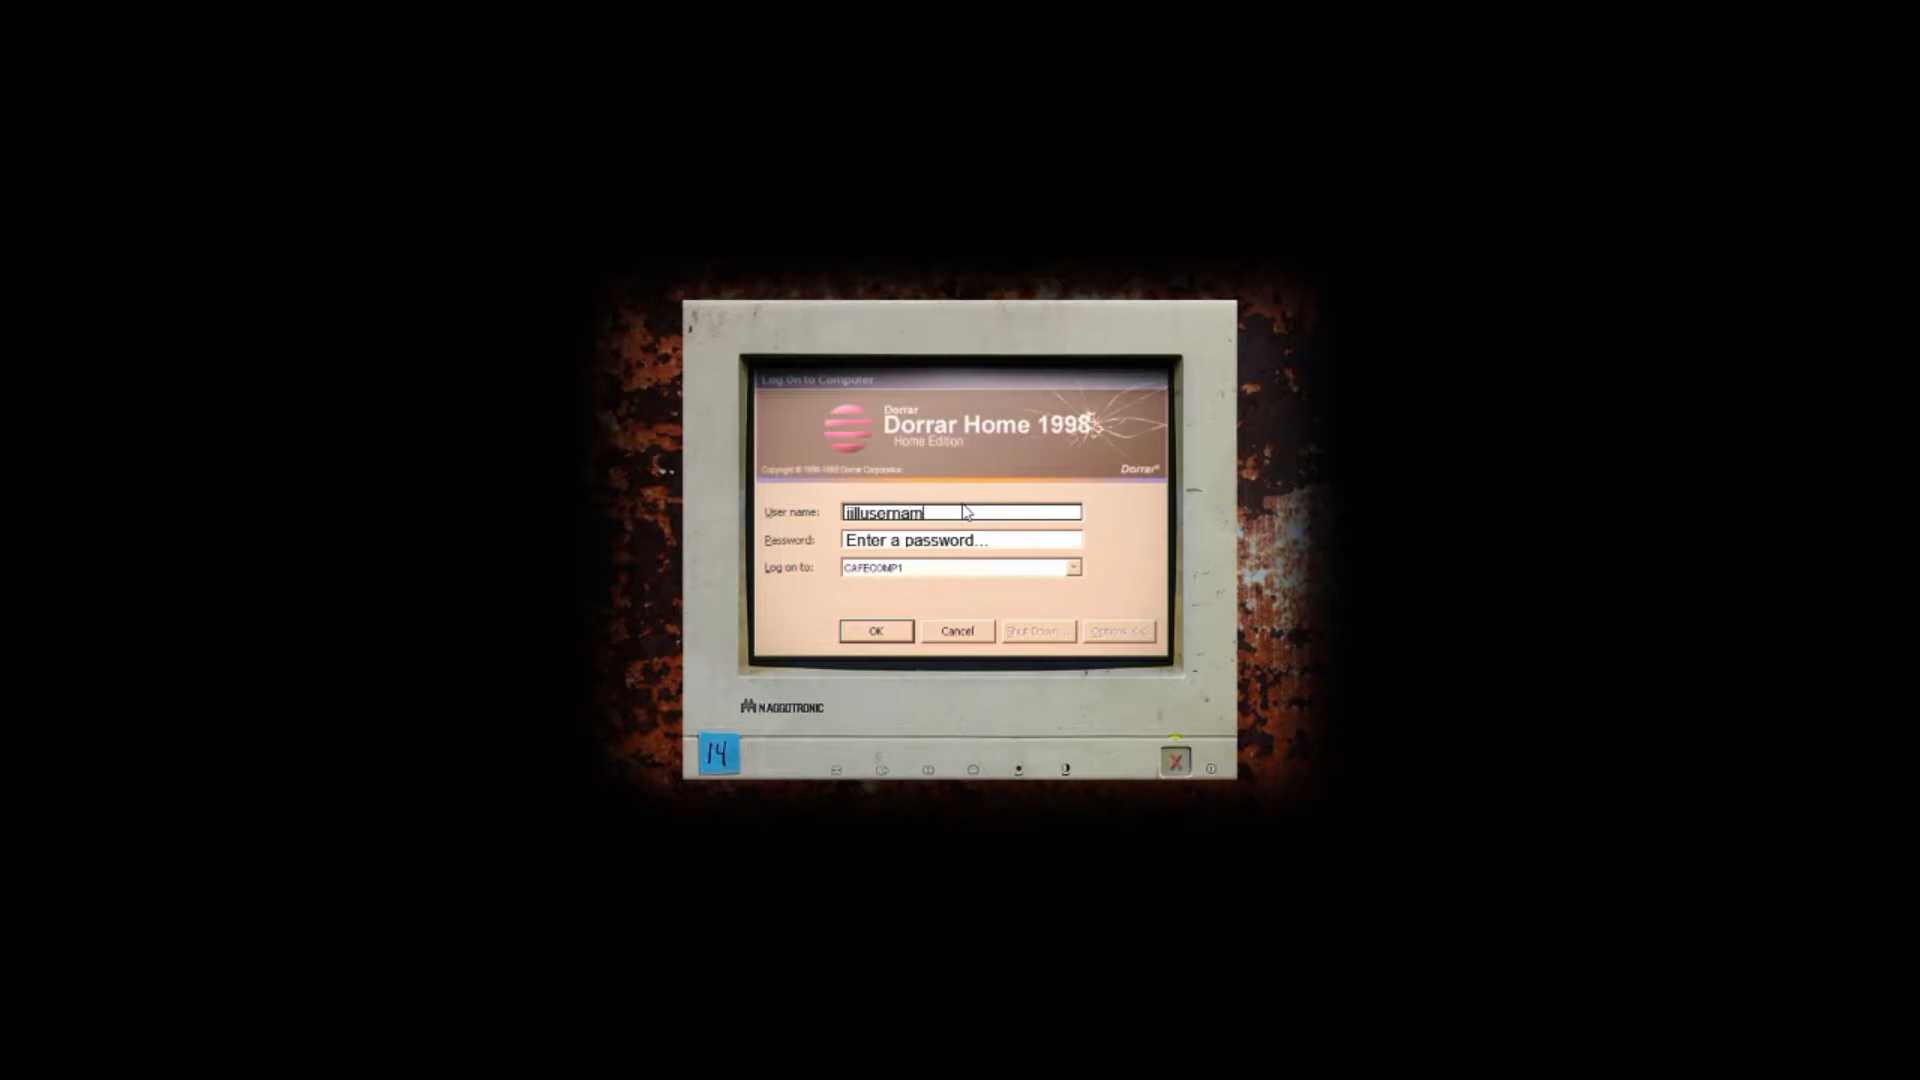 Log On to Computer
Dorrar
Dorrar Home 1998
Home Edition
Dorrar®
User name:
iillusernam
Password:
Enter a password...
Log on to:
CAFECOMP1
OK
Cancel
Shut Down...
Options <<
NAGGOTRONIC
14
X